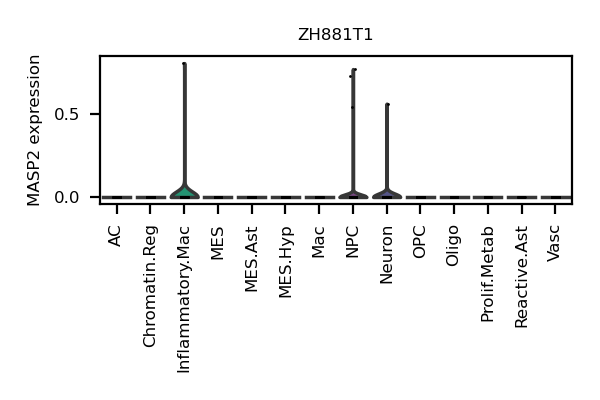 ZH881T1
MASP2 expression
0.5
0.0
AC
Chromatin.Reg
Inflammatory.Mac
MES
MES.Ast
MES.Hyp
Mac
NPC
Neuron
OPC
Oligo
Prolif.Metab
Reactive.Ast
Vasc